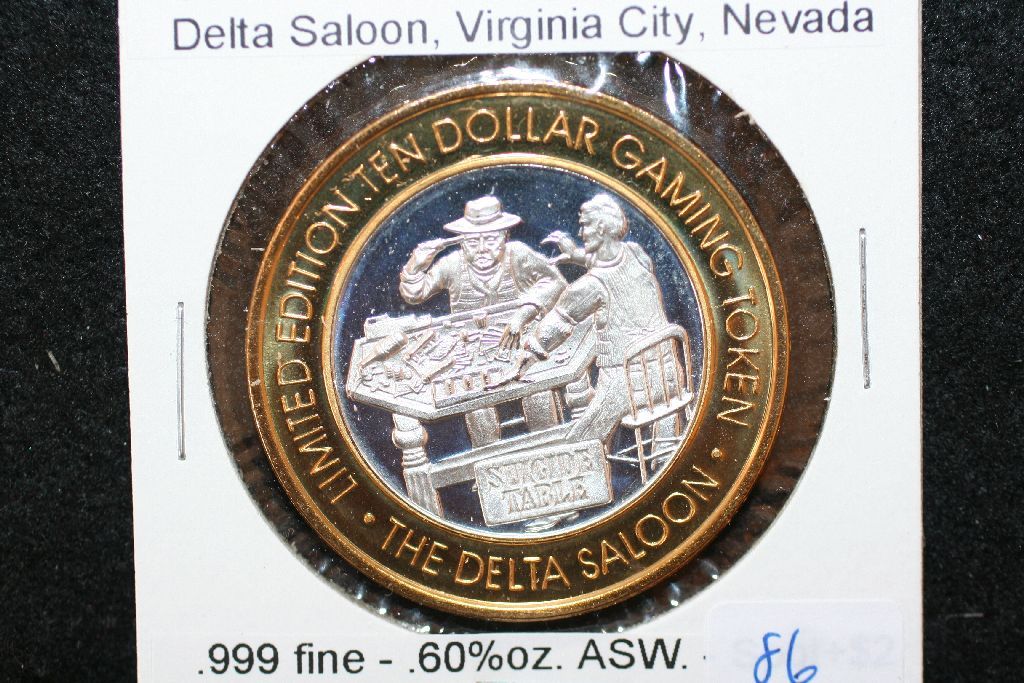 Delta Saloon, Virginia City, Nevada
LIMITED EDITION TEN DOLLAR GAMING TOKEN
• THE DELTA SALOON •
SUICIDE
TABLE
.999 fine - .60%oz. ASW.
86